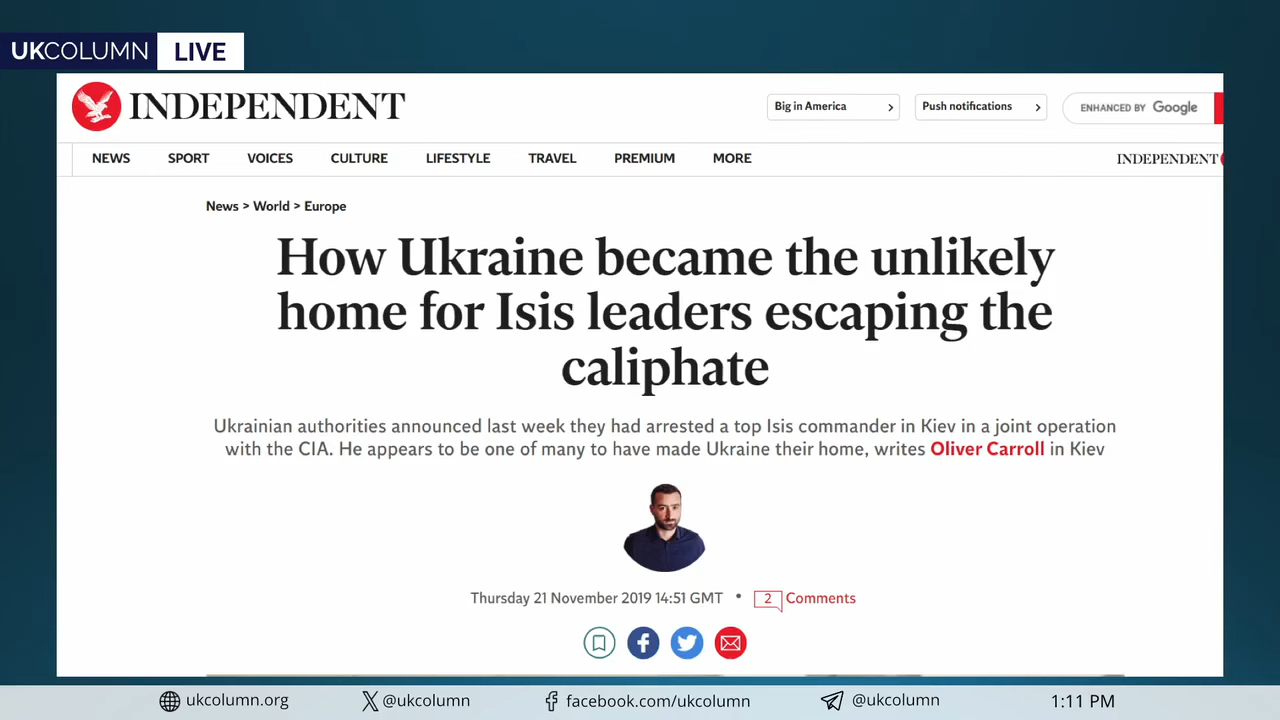 UKCOLUMN LIVE
INDEPENDENT
Big in America
Push notifications
ENHANCED BY Google
NEWS SPORT VOICES CULTURE LIFESTYLE TRAVEL PREMIUM MORE INDEPENDENT
News > World > Europe
How Ukraine became the unlikely
home for Isis leaders escaping the
caliphate
Ukrainian authorities announced last week they had arrested a top Isis commander in Kiev in a joint operation
with the CIA. He appears to be one of many to have made Ukraine their home, writes Oliver Carroll in Kiev
Thursday 21 November 2019 14:51 GMT • 2 Comments
ukcolumn.org @ukcolumn facebook.com/ukcolumn @ukcolumn 1:11 PM